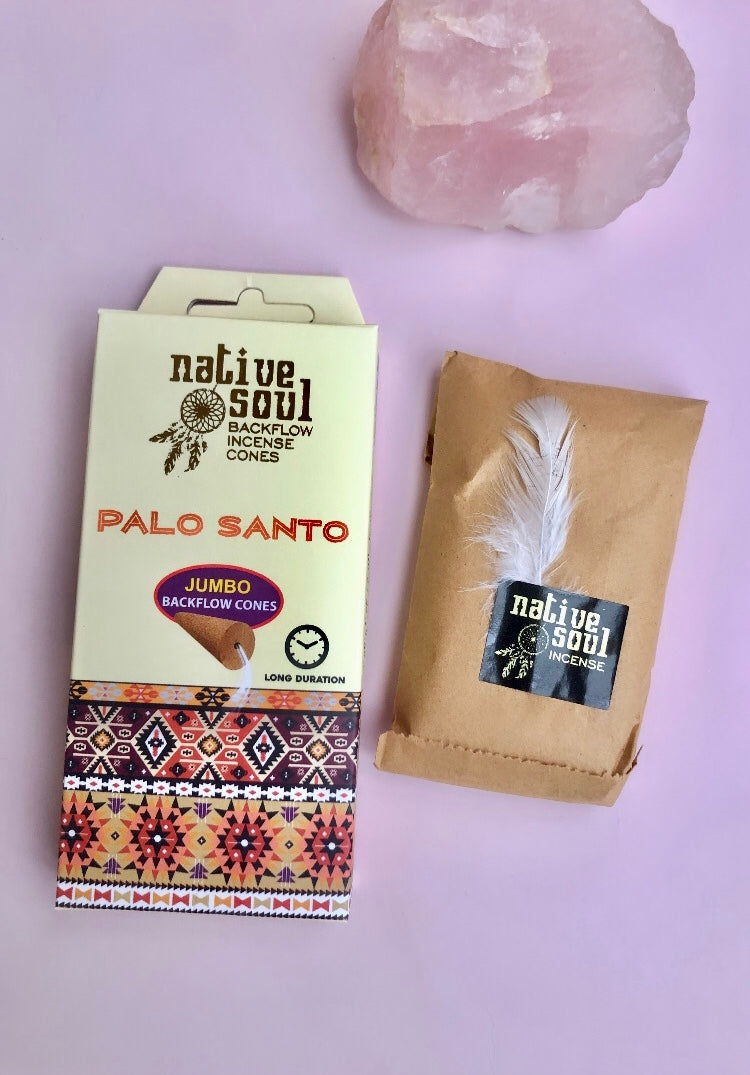 native
soul
BACKFLOW
INCENSE
CONES
PALO SANTO
JUMBO
BACKFLOW CONES
LONG DURATION
native
soul
INCENSE